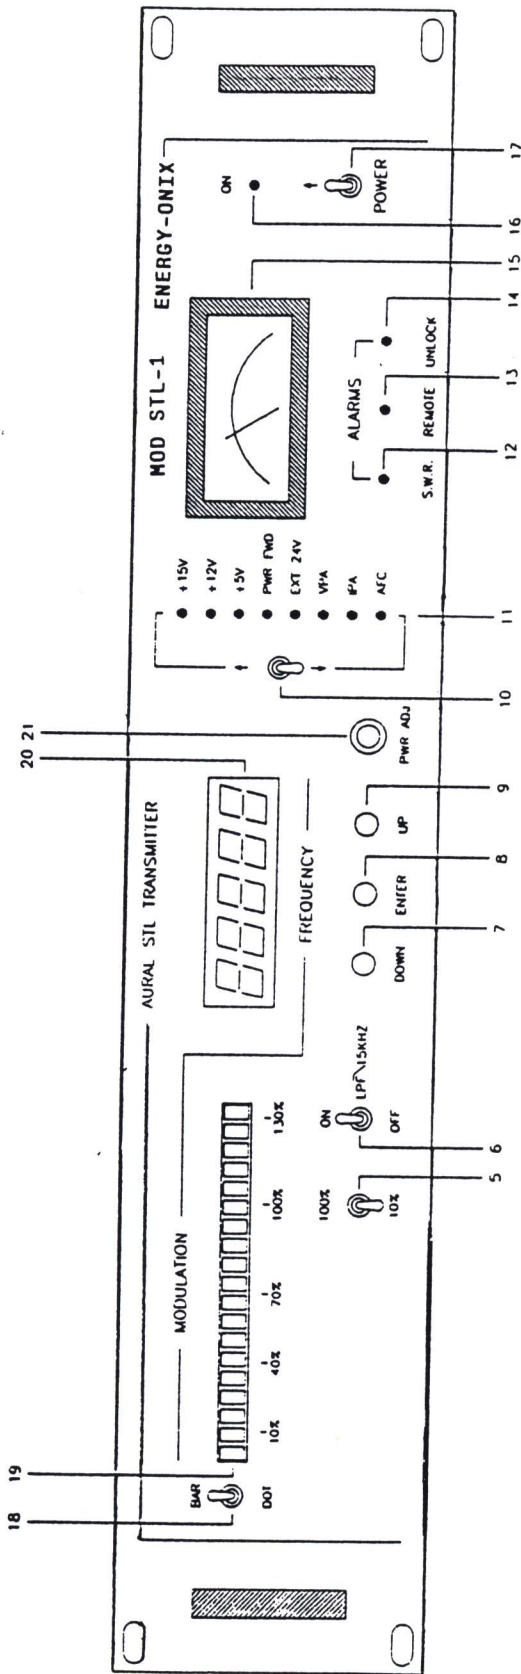 20 21
18 19
AURAL STL TRANSMITTER
MOD STL-1 ENERGY-ONIX
MODULATION
BAR
DOT
10% 40% 70% 100% 130%
FREQUENCY
+15V
+12V
+5V
PWR FWD
EXT 24V
VPA
IPA
AFC
ON
POWER
ALARMS
S.W.R. REMOTE UNLOCK
100%
10%
ON
OFF
LPF 15KHZ
DOWN ENTER UP
PWR ADJ
5 6 7 8 9 10 11 12 13 14 15 16 17